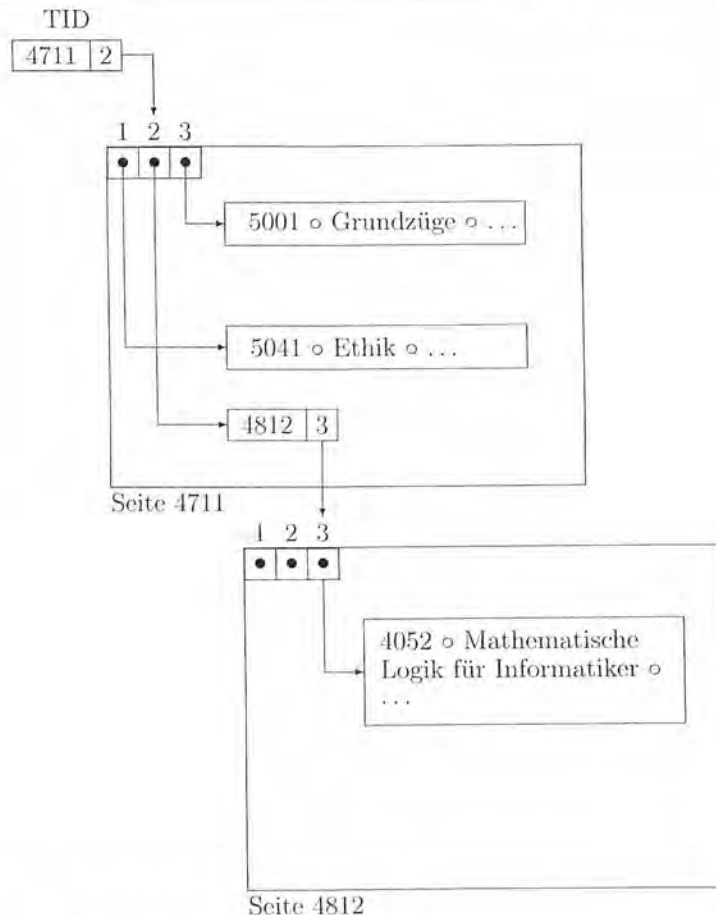 TID
4711 2
1 2 3
5001 ∘ Grundzüge ∘ ...
5041 ∘ Ethik ∘ ...
4812 3
Seite 4711
1 2 3
4052 ∘ Mathematische
Logik für Informatiker ∘
...
Seite 4812